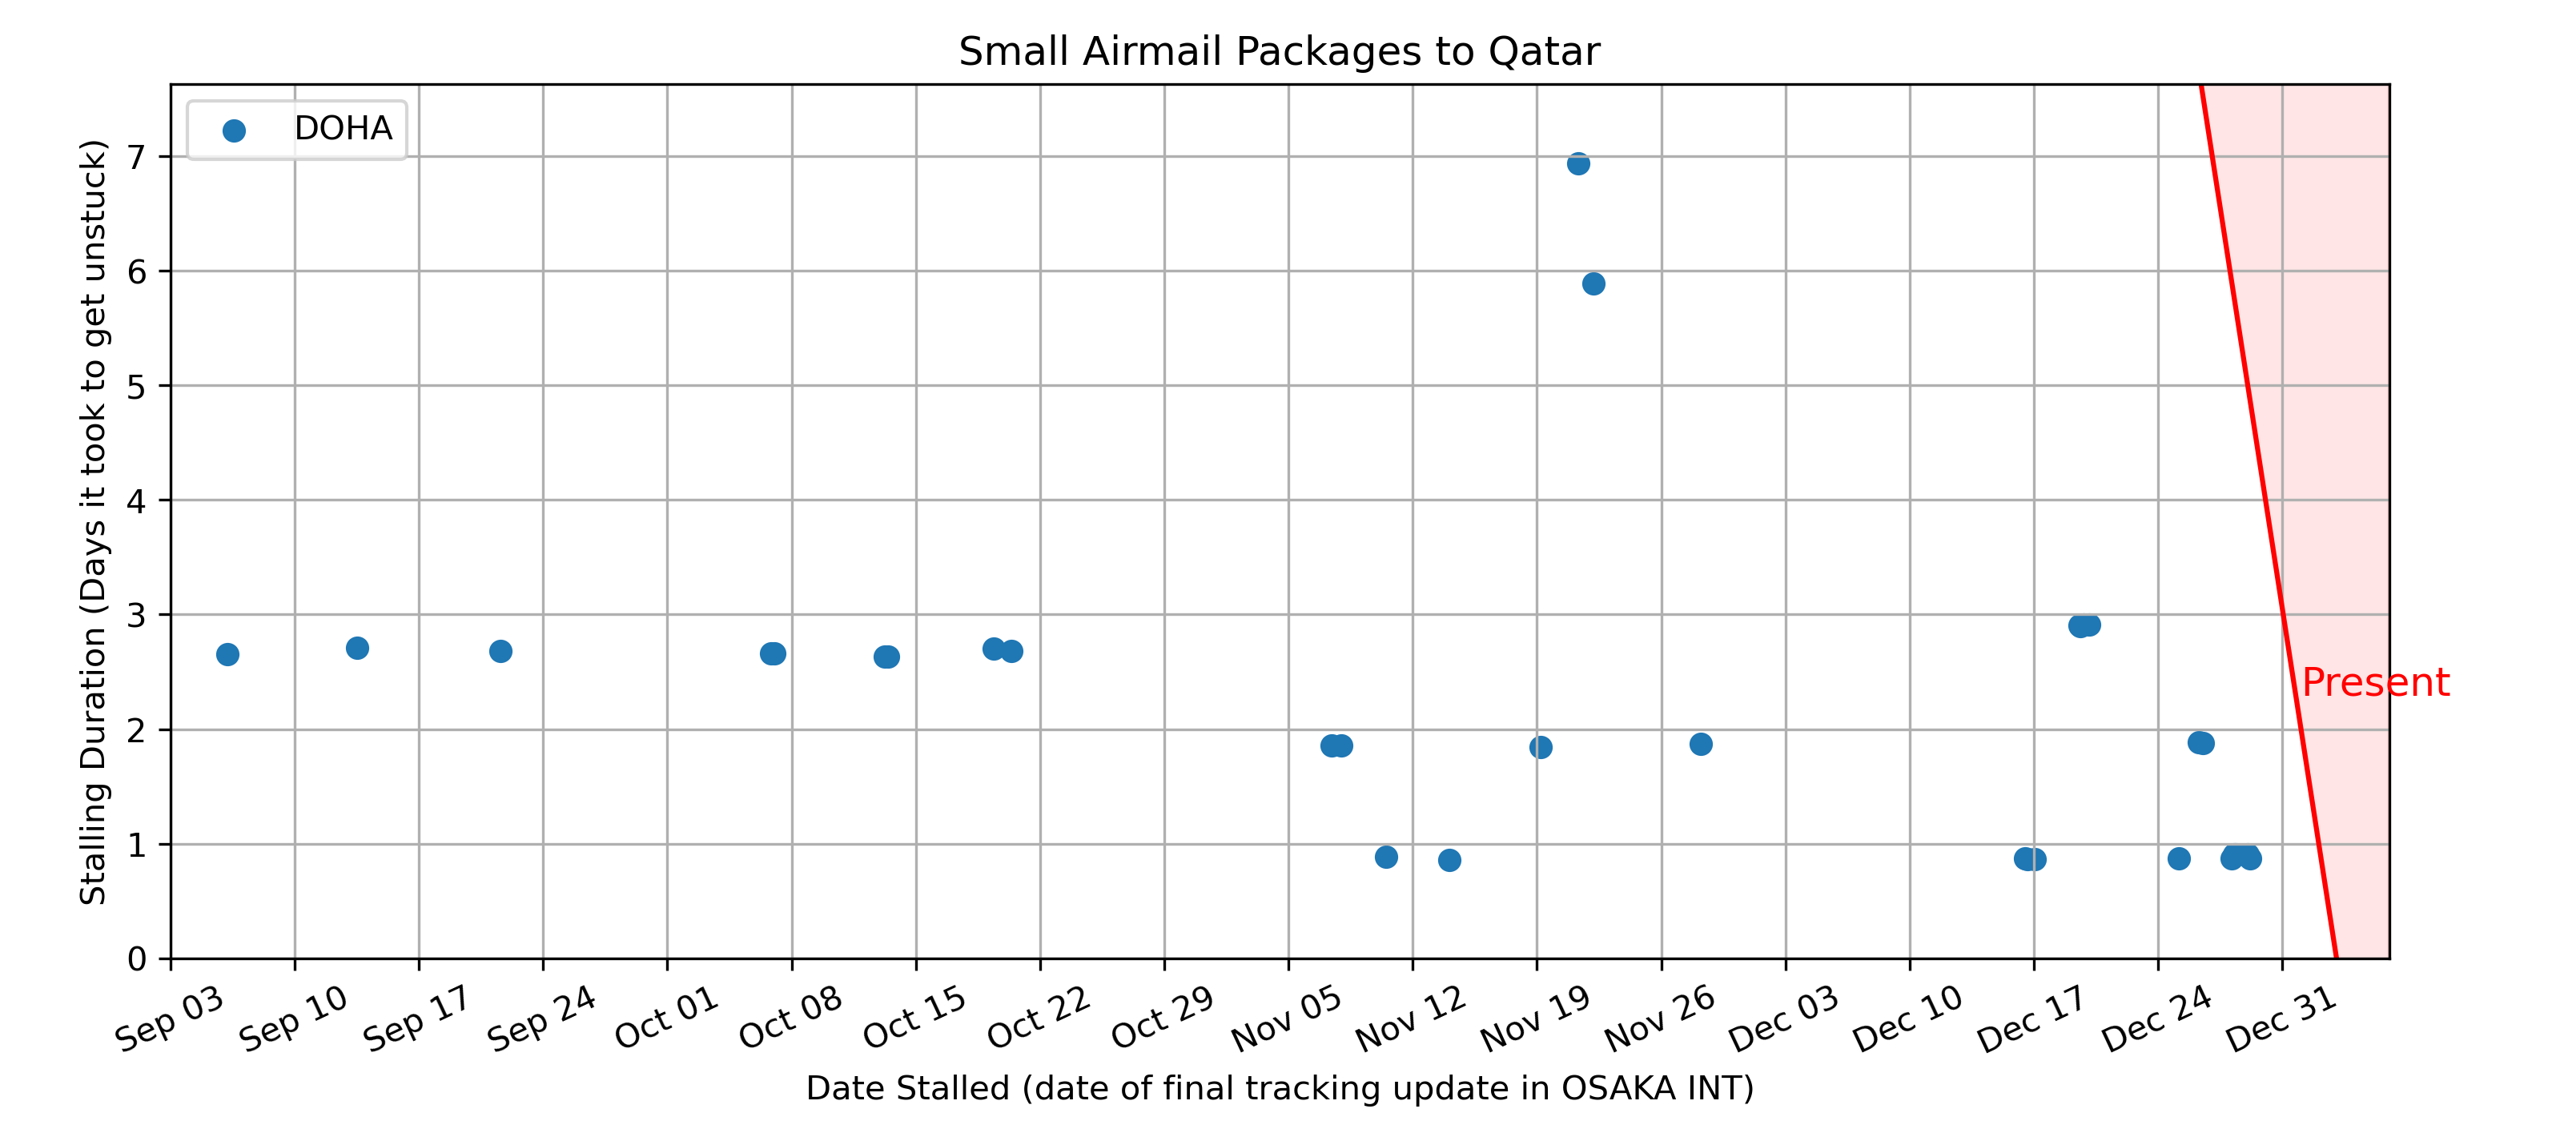 Small Airmail Packages to Qatar
DOHA
Stalling Duration (Days it took to get unstuck)
7
6
5
4
3
2
1
0
Present
Sep 03
Sep 10
Sep 17
Sep 24
Oct 01
Oct 08
Oct 15
Oct 22
Oct 29
Nov 05
Nov 12
Nov 19
Nov 26
Dec 03
Dec 10
Dec 17
Dec 24
Dec 31
Date Stalled (date of final tracking update in OSAKA INT)